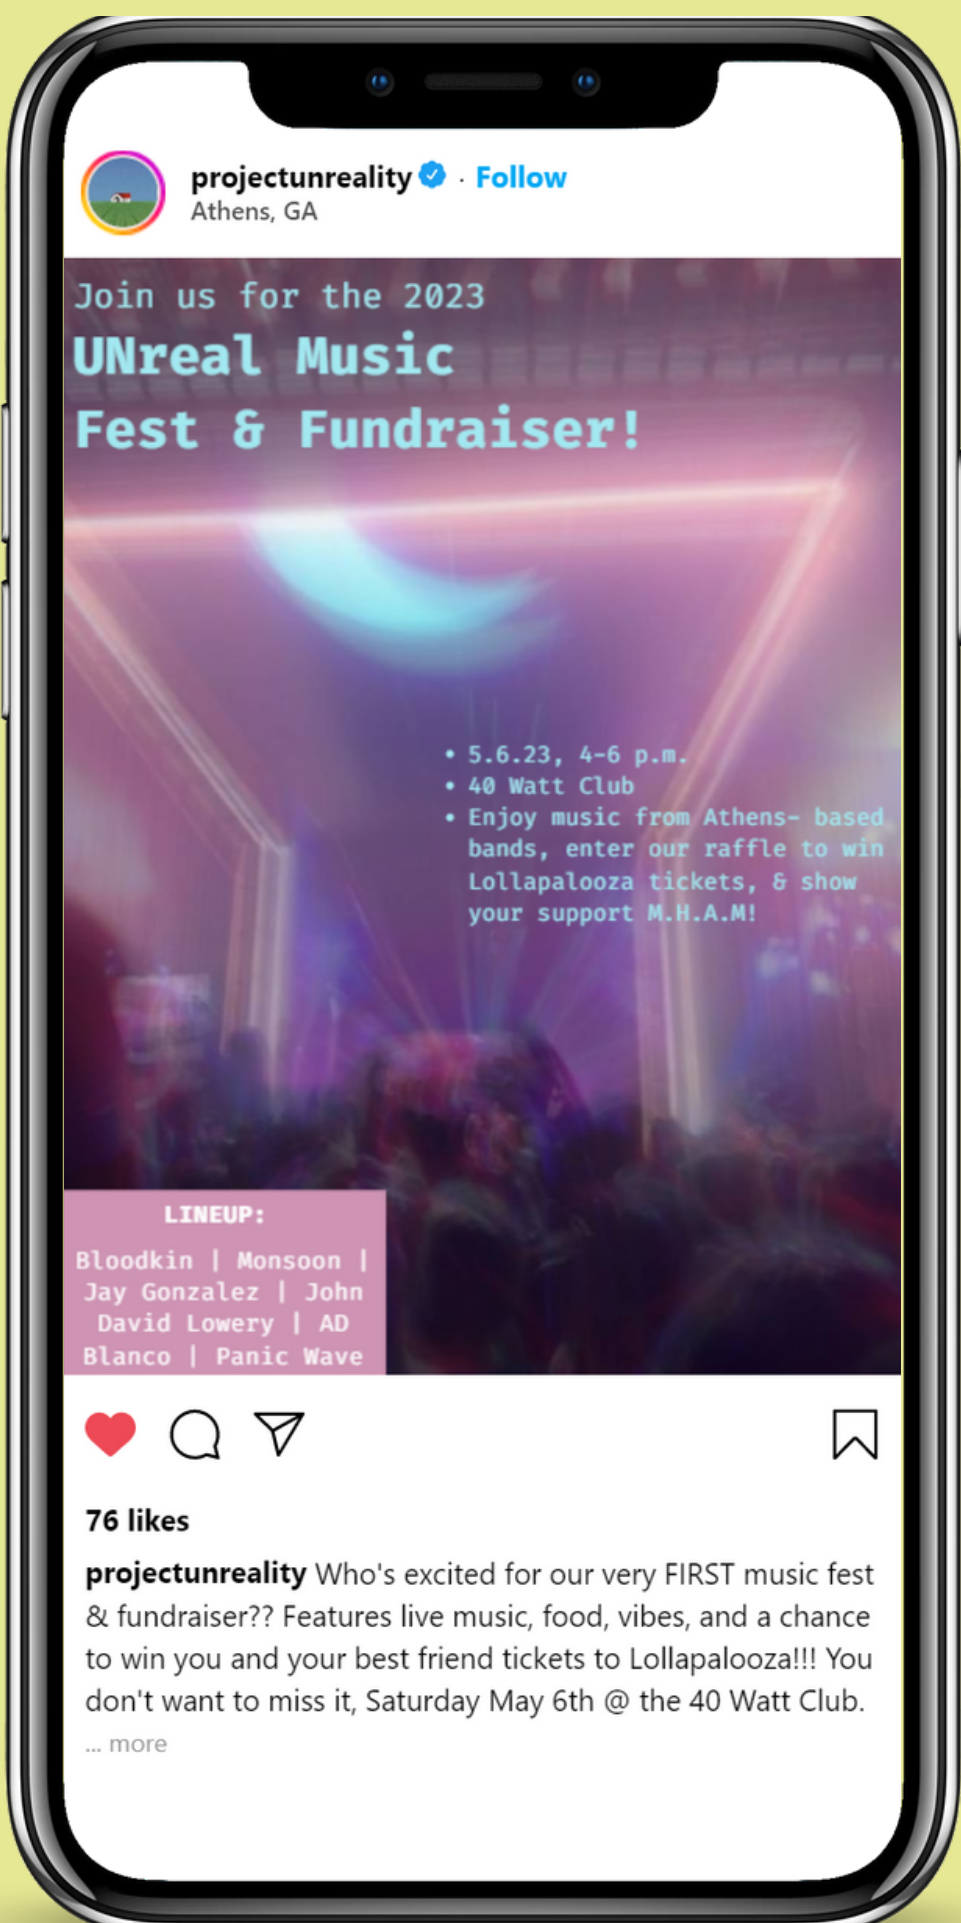 projectunreality · Follow
Athens, GA
Join us for the 2023
UNreal Music
Fest & Fundraiser!
• 5.6.23, 4-6 p.m.
• 40 Watt Club
• Enjoy music from Athens- based
bands, enter our raffle to win
Lollapalooza tickets, & show
your support M.H.A.M!
LINEUP:
Bloodkin | Monsoon |
Jay Gonzalez | John
David Lowery | AD
Blanco | Panic Wave
76 likes
projectunreality Who's excited for our very FIRST music fest
& fundraiser?? Features live music, food, vibes, and a chance
to win you and your best friend tickets to Lollapalooza!!! You
don't want to miss it, Saturday May 6th @ the 40 Watt Club.
... more